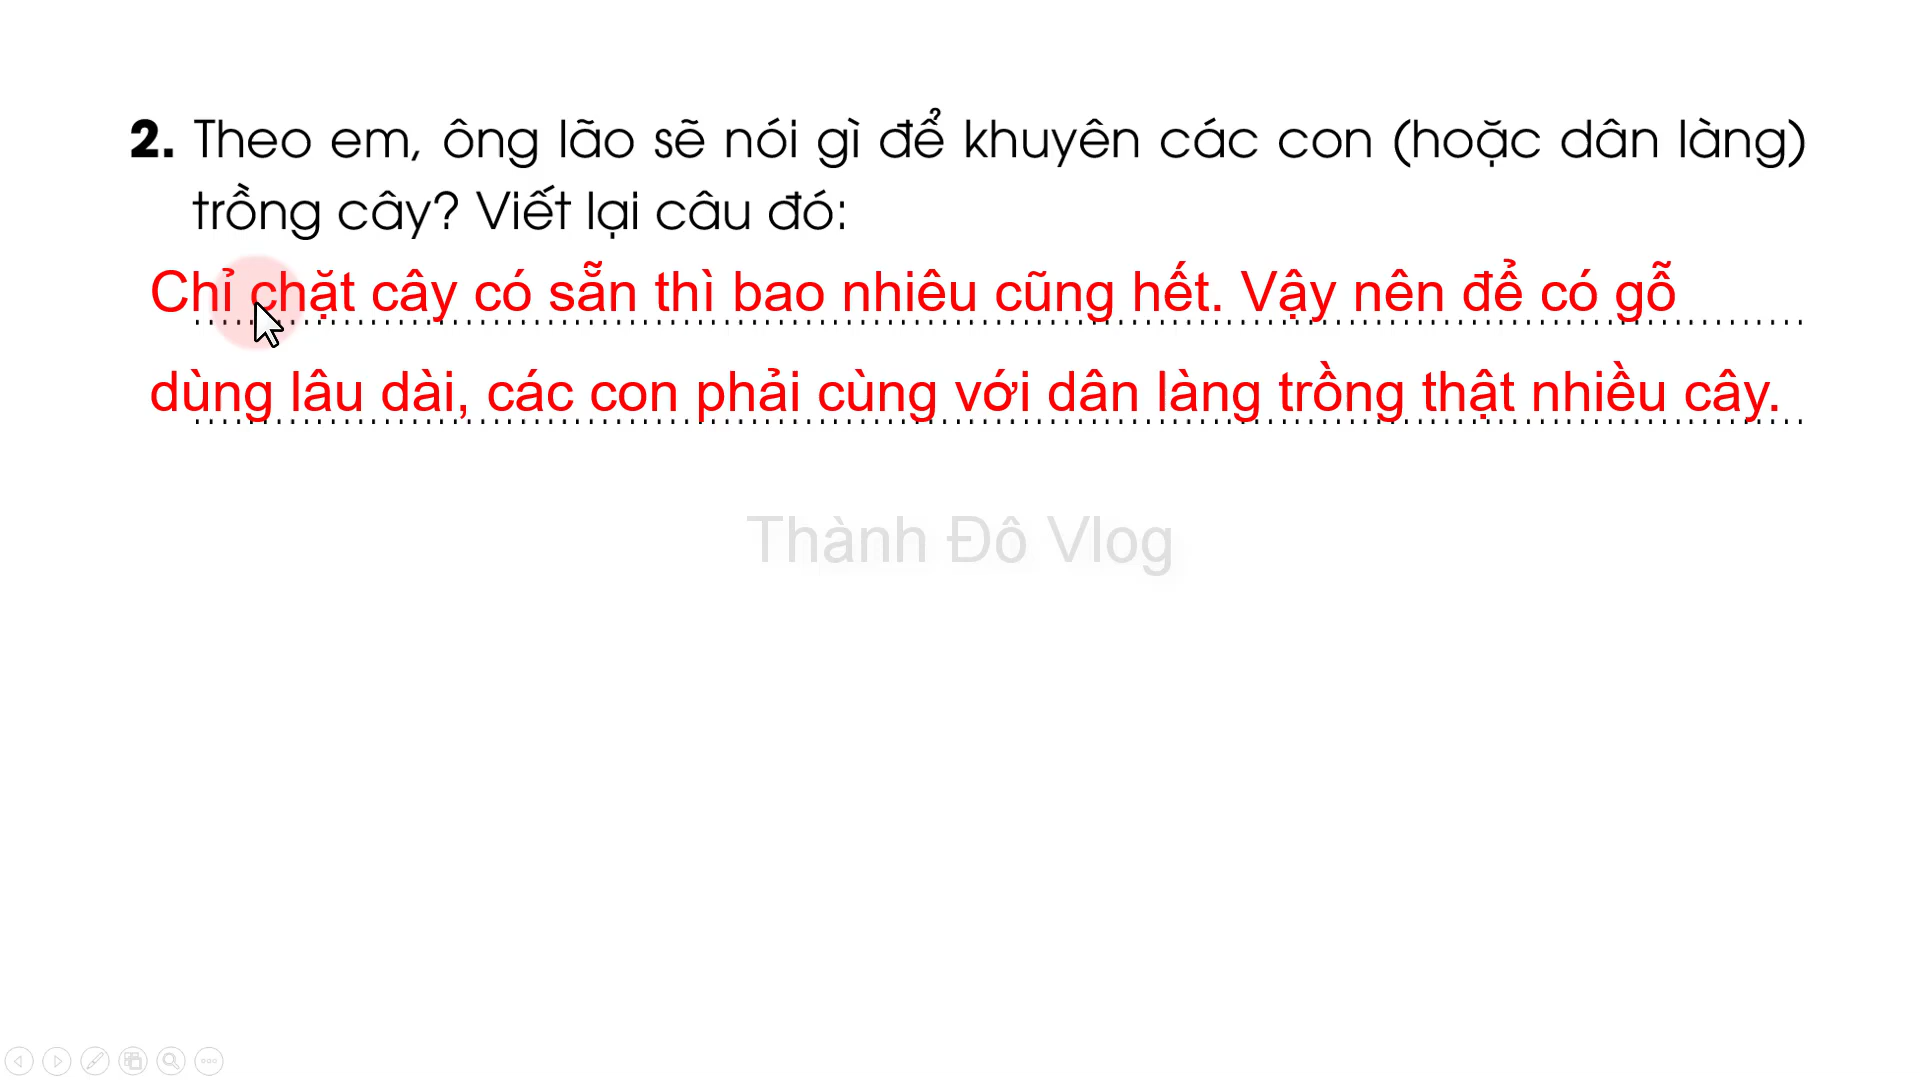 2. Theo em, ông lão sẽ nói gì để khuyên các con (hoặc dân làng)
trồng cây? Viết lại câu đó:
Chỉ chặt cây có sẵn thì bao nhiêu cũng hết. Vậy nên để có gỗ
dùng lâu dài, các con phải cùng với dân làng trồng thật nhiều cây.
Thành Đô Vlog